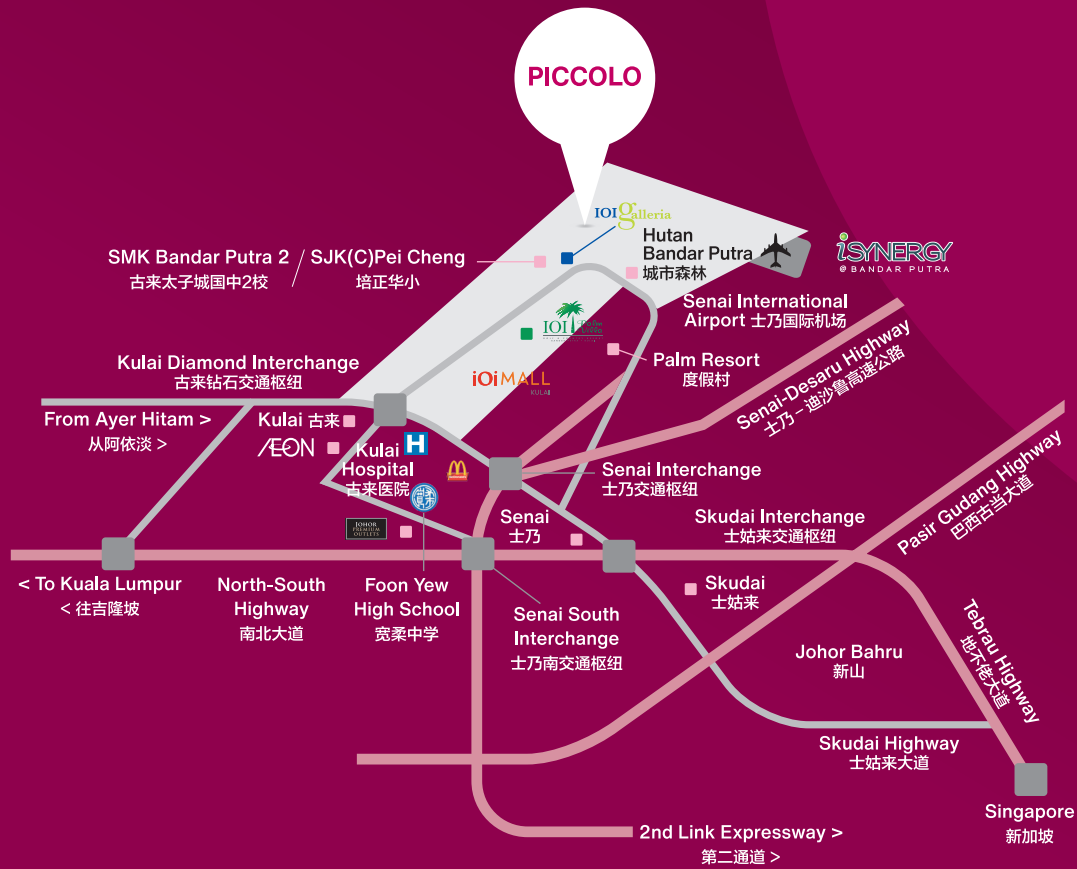 PICCOLO
IOI galleria
Hutan
Bandar Putra
城市森林
iSYNERGY
@ BANDAR PUTRA
SMK Bandar Putra 2 / SJK(C)Pei Cheng
古来太子城国中2校
培正华小
Senai International
Airport 士乃国际机场
IOI
Palm Resort
度假村
Senai-Desaru Highway
士乃－迪沙鲁高速公路
Kulai Diamond Interchange
古来钻石交通枢纽
iOi MALL
KULAI
From Ayer Hitam >
从阿依淡 >
Kulai 古来
ÆON
H
Kulai
Hospital
古来医院
Senai Interchange
士乃交通枢纽
Pasir Gudang Highway
巴西古当大道
JOHOR
PREMIUM
OUTLETS
Senai
士乃
Skudai Interchange
士姑来交通枢纽
< To Kuala Lumpur
< 往吉隆坡
North-South
Highway
南北大道
Foon Yew
High School
宽柔中学
Senai South
Interchange
士乃南交通枢纽
Skudai
士姑来
Tebrau Highway
地不佬大道
Johor Bahru
新山
Skudai Highway
士姑来大道
Singapore
新加坡
2nd Link Expressway >
第二通道 >